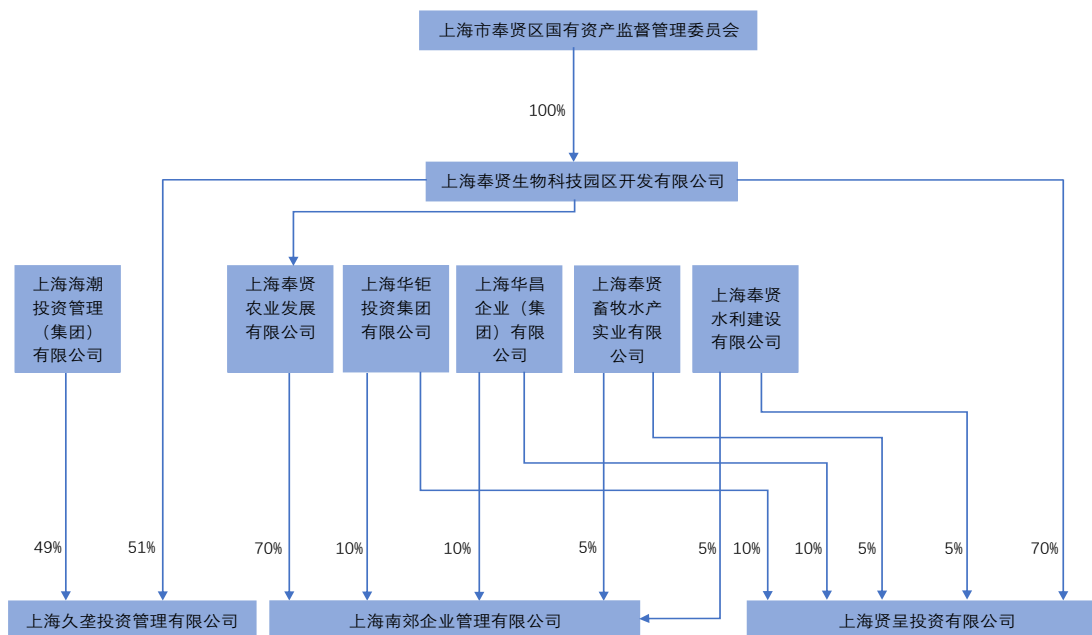 上海市奉贤区国有资产监督管理委员会
100%
上海奉贤生物科技园区开发有限公司
上海海潮
投资管理
（集团）
有限公司
上海奉贤
农业发展
有限公司
上海华钜
投资集团
有限公司
上海华昌
企业（集
团）有限
公司
上海奉贤
畜牧水产
实业有限
公司
上海奉贤
水利建设
有限公司
49%
51%
70%
10%
10%
5%
5%
10%
10%
5%
5%
70%
上海久垄投资管理有限公司
上海南郊企业管理有限公司
上海贤呈投资有限公司